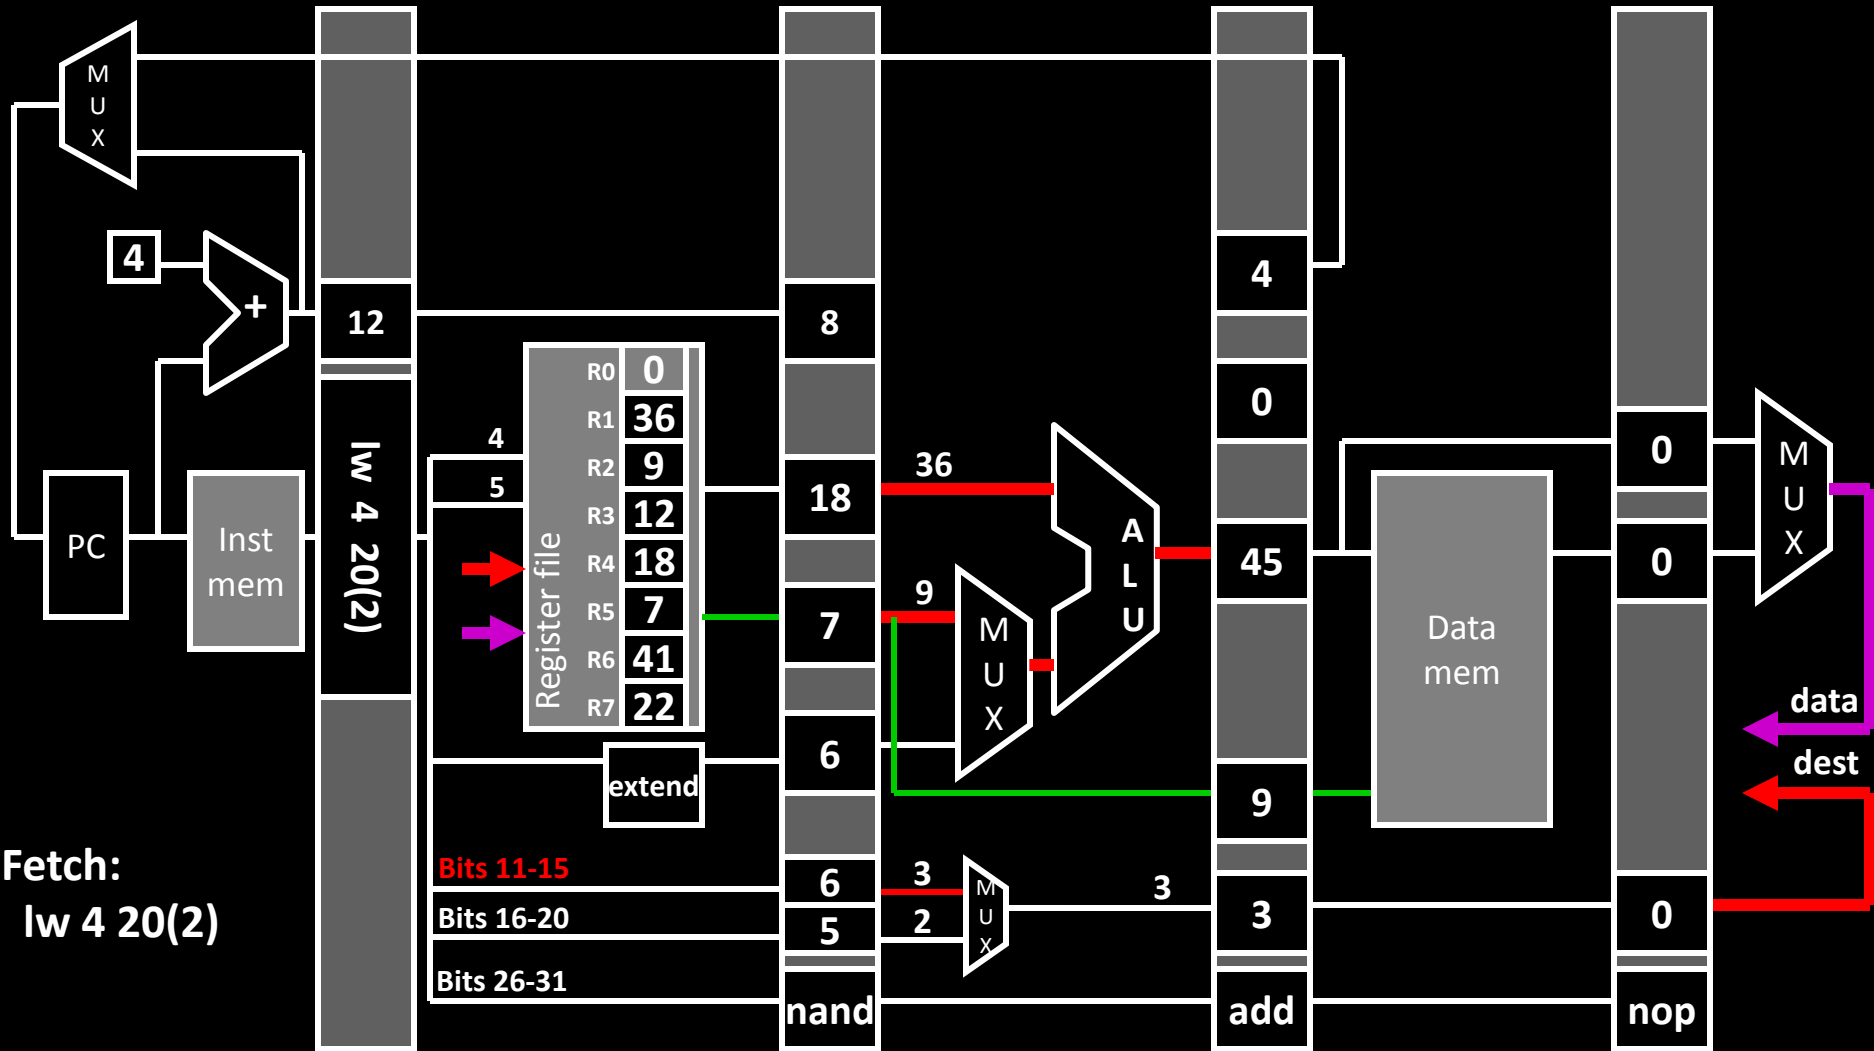 M
U
X
4
+
12
8
4
0
R0 0
R1 36
R2 9
R3 12
R4 18
R5 7
R6 41
R7 22
Register file
4
5
lw 4 20(2)
PC
Inst
mem
18
7
6
extend
36
9
M
U
X
A
L
U
45
9
Data
mem
0
0
M
U
X
data
dest
Fetch:
lw 4 20(2)
Bits 11-15
Bits 16-20
Bits 26-31
6
5
3
2
M
U
X
3
3
0
nand
add
nop